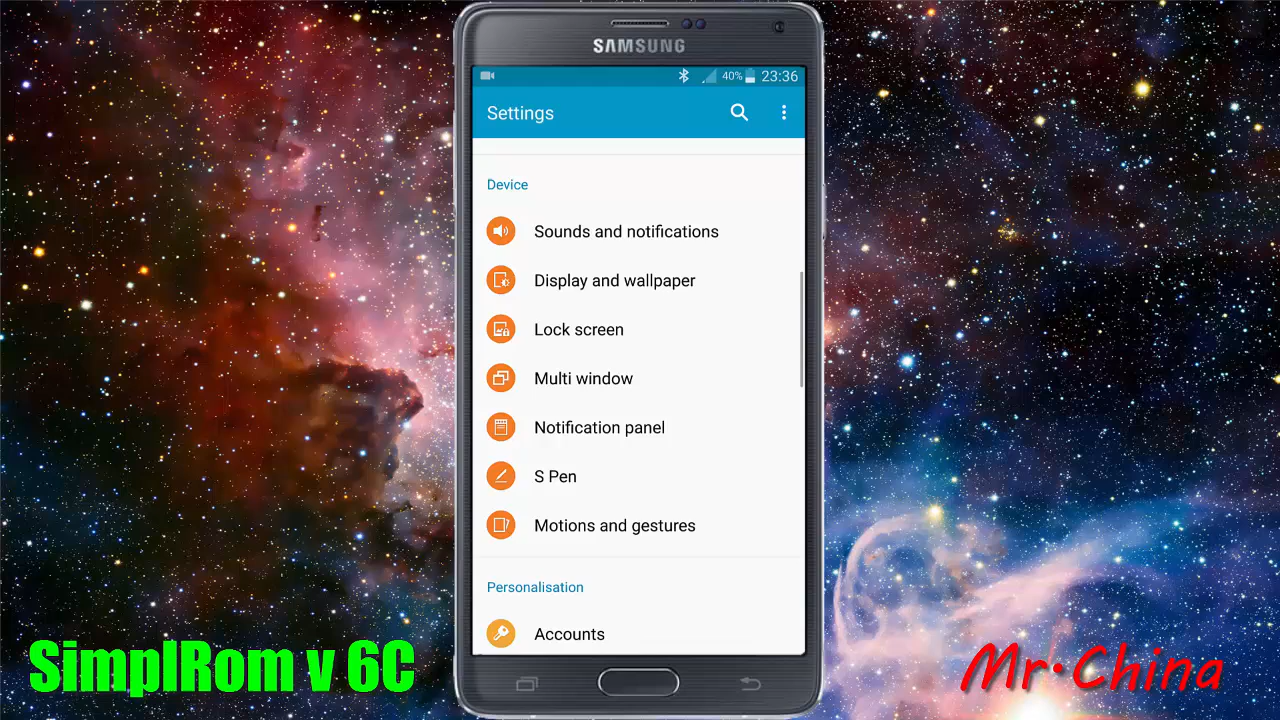 SAMSUNG
40% 23:36
Settings
Device
Sounds and notifications
Display and wallpaper
Lock screen
Multi window
Notification panel
S Pen
Motions and gestures
Personalisation
Accounts
SimplRom v 6C
Mr.China